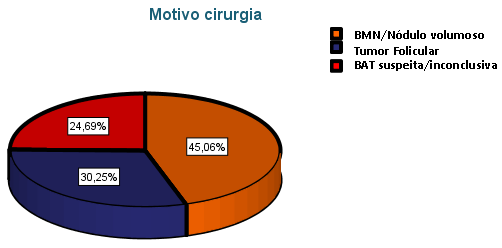 Motivo cirurgia
BMN/Nódulo volumoso
Tumor Folicular
BAT suspeita/inconclusiva
24,69%
45,06%
30,25%